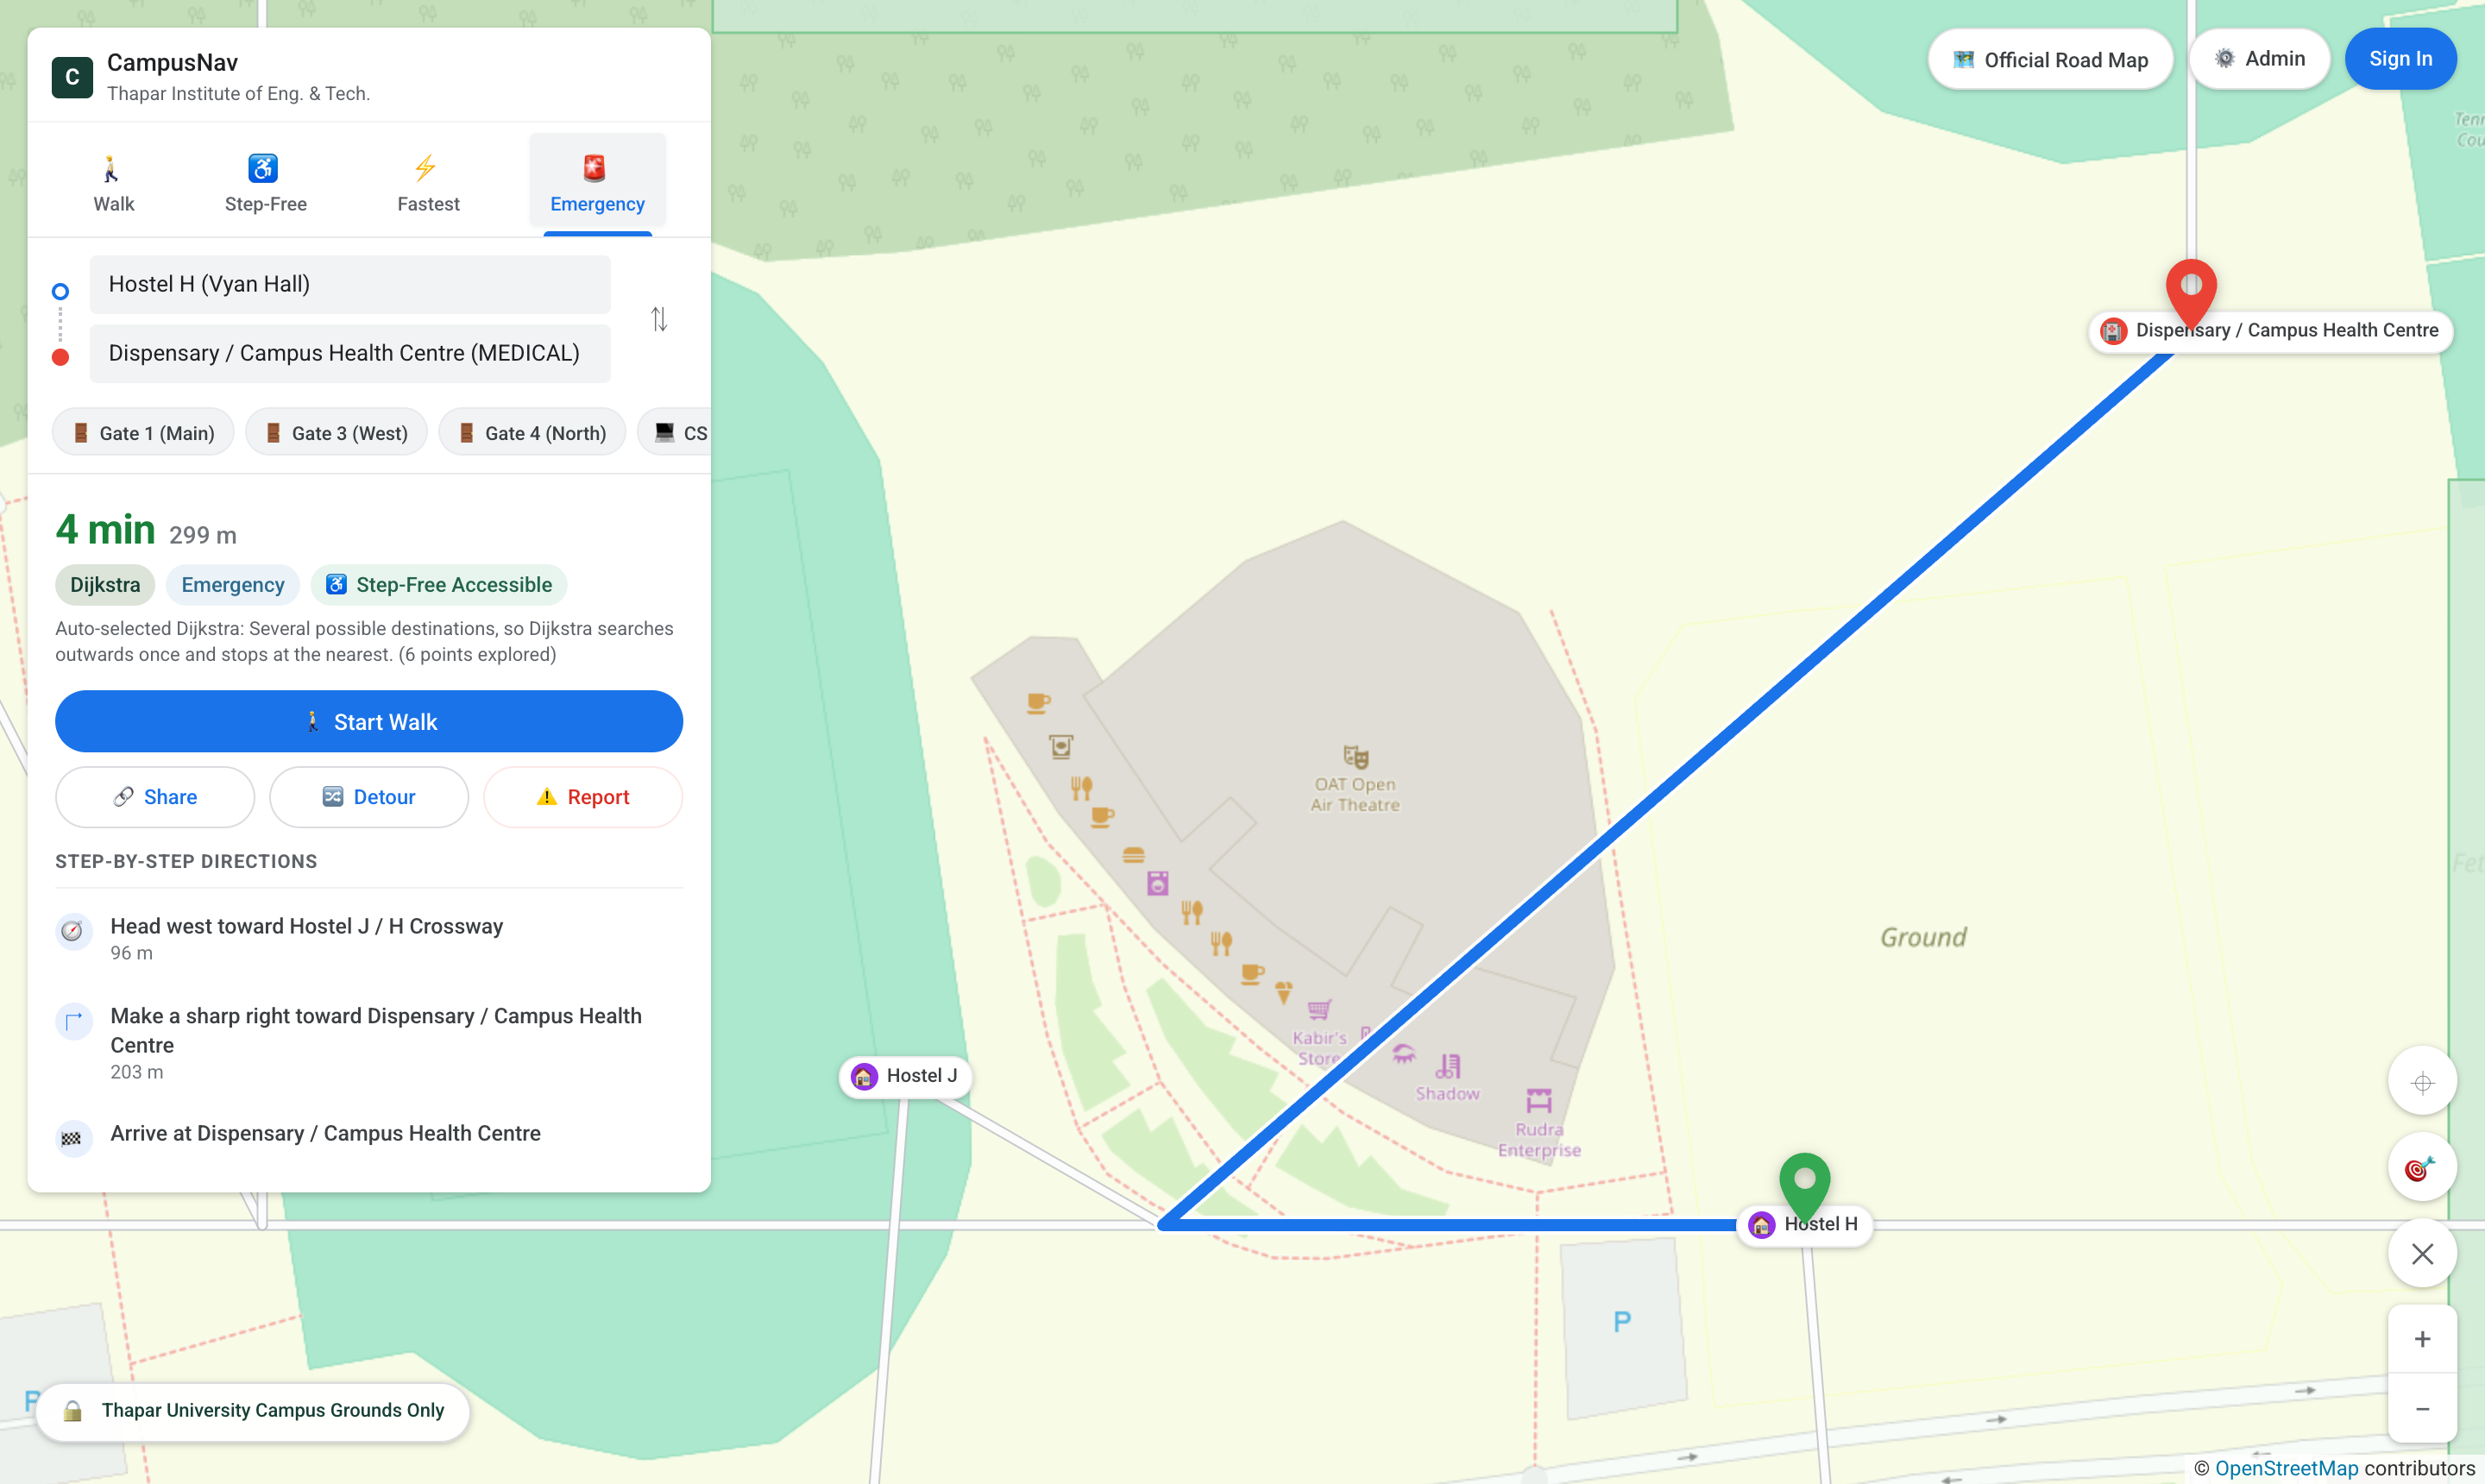 C
CampusNav
Thapar Institute of Eng. & Tech.
Walk
Step-Free
Fastest
Emergency
Hostel H (Vyan Hall)
Dispensary / Campus Health Centre (MEDICAL)
Gate 1 (Main)
Gate 3 (West)
Gate 4 (North)
CS
4 min 299 m
Dijkstra
Emergency
Step-Free Accessible
Auto-selected Dijkstra: Several possible destinations, so Dijkstra searches
outwards once and stops at the nearest. (6 points explored)
Start Walk
Share
Detour
Report
STEP-BY-STEP DIRECTIONS
Head west toward Hostel J / H Crossway
96 m
Make a sharp right toward Dispensary / Campus Health
Centre
203 m
Arrive at Dispensary / Campus Health Centre
Thapar University Campus Grounds Only
P
Official Road Map
Admin
Sign In
Dispensary / Campus Health Centre
OAT Open
Air Theatre
Ground
Kabir's
Store
Shadow
Rudra
Enterprise
Hostel J
Hostel H
P
+
−
© OpenStreetMap contributors